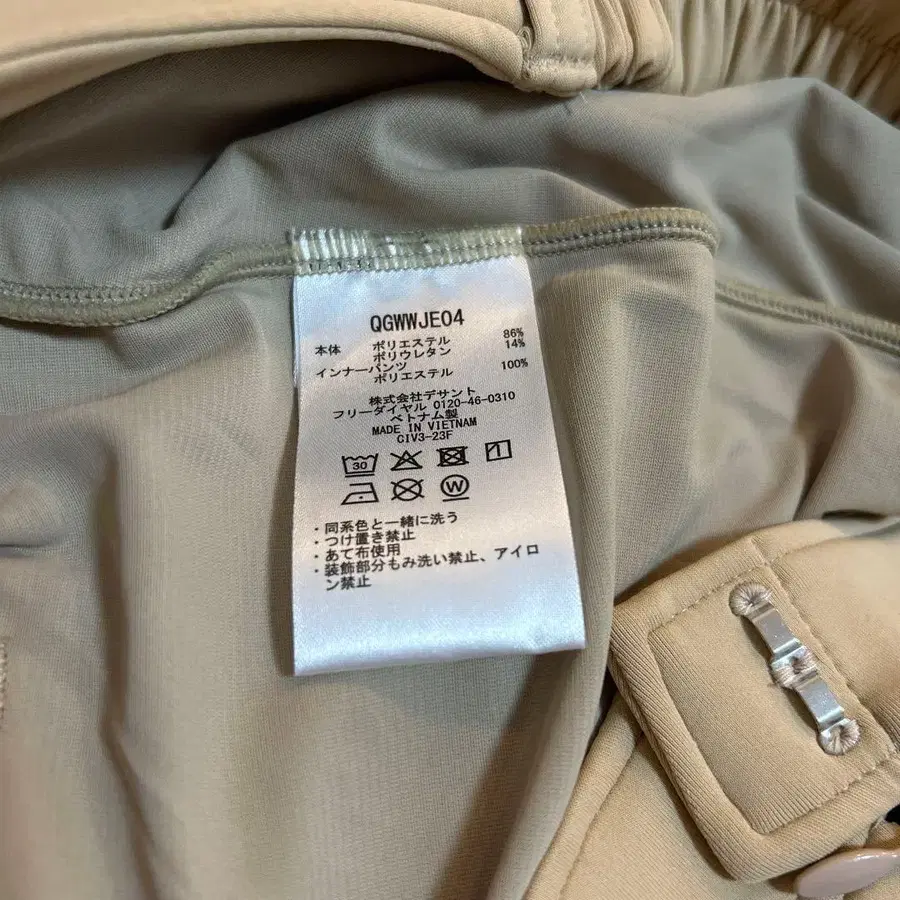 QGWWJE04
本体 ポリエステル 86%
ポリウレタン 14%
インナーパンツ
ポリエステル 100%
株式会社デサント
フリーダイヤル 0120-46-0310
ベトナム製
MADE IN VIETNAM
CIV3-23F
30
W
・同系色と一緒に洗う
・つけ置き禁止
・あて布使用
・装飾部分もみ洗い禁止、アイロ
ン禁止